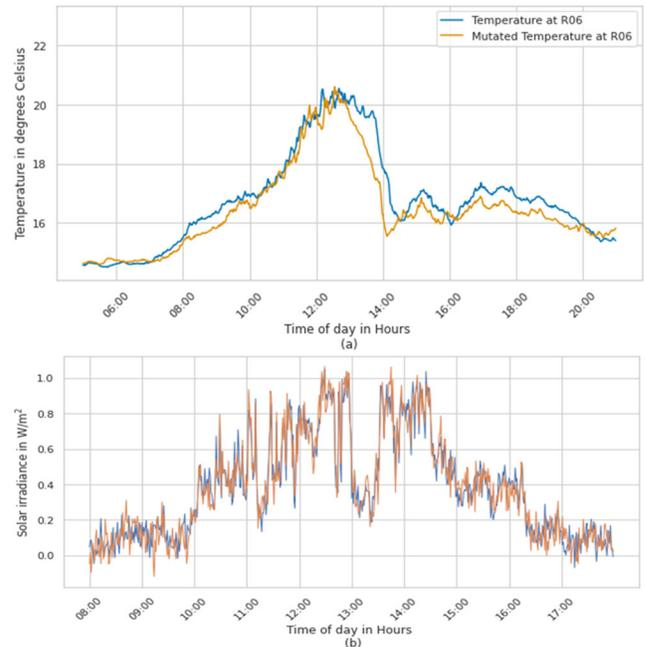 Temperature at R06
Mutated Temperature at R06
Temperature in degrees Celsius
22
20
18
16
06:00 08:00 10:00 12:00 14:00 16:00 18:00 20:00
Time of day in Hours
(a)
Solar irradiance in W/m²
1.0
0.8
0.6
0.4
0.2
0.0
08:00 09:00 10:00 11:00 12:00 13:00 14:00 15:00 16:00 17:00
Time of day in Hours
(b)